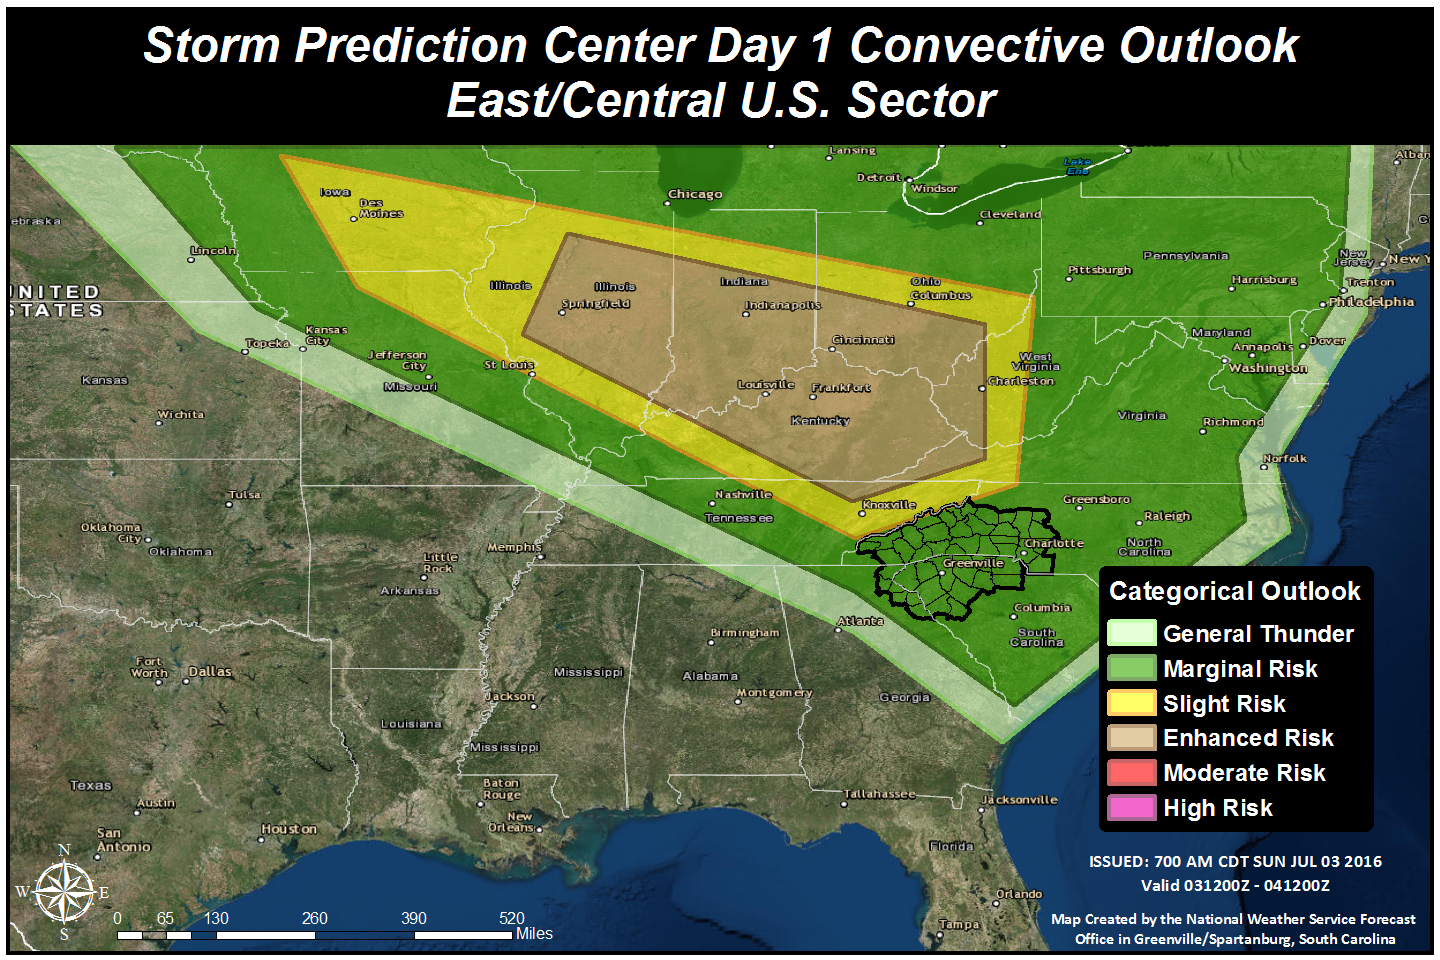 Storm Prediction Center Day 1 Convective Outlook
East/Central U.S. Sector
Lansing
Alban
Detroit
Windsor
Lake
Erie
Chicago
Iowa
Des
Moines
Cleveland
ebraska
Lincoln
Pennsylvania
New
Jersey
New Y
Pittsburgh
Harrisburg
Trenton
Philadelphia
NITED
STATES
Illinois
Illinois
Indiana
Ohio
Columbus
Springfield
Indianapolis
Kansas
City
Topeka
Cincinnati
Maryland
Annapolis
Dover
Washington
Jefferson
City
Missouri
St Louis
West
Virginia
Charleston
Kansas
Louisville
Frankfort
Kentucky
Wichita
Virginia
Richmond
Norfolk
Tulsa
Nashville
Tennessee
Knoxville
Greensboro
Raleigh
Oklahoma
City
Oklahoma
Memphis
Charlotte
North
Carolina
Little
Rock
Arkansas
Greenville
Columbia
South
Carolina
Atlanta
Birmingham
Fort
Worth
Dallas
Mississippi
Alabama
Jackson
Montgomery
Georgia
Louisiana
Mississippi
Texas
Baton
Rouge
Austin
Tallahassee
Jacksonville
New
Orleans
San
Antonio
Houston
Florida
Orlando
Tampa
Categorical Outlook
General Thunder
Marginal Risk
Slight Risk
Enhanced Risk
Moderate Risk
High Risk
ISSUED: 700 AM CDT SUN JUL 03 2016
Valid 031200Z - 041200Z
Map Created by the National Weather Service Forecast
Office in Greenville/Spartanburg, South Carolina
N
W E
S
0 65 130 260 390 520
Miles